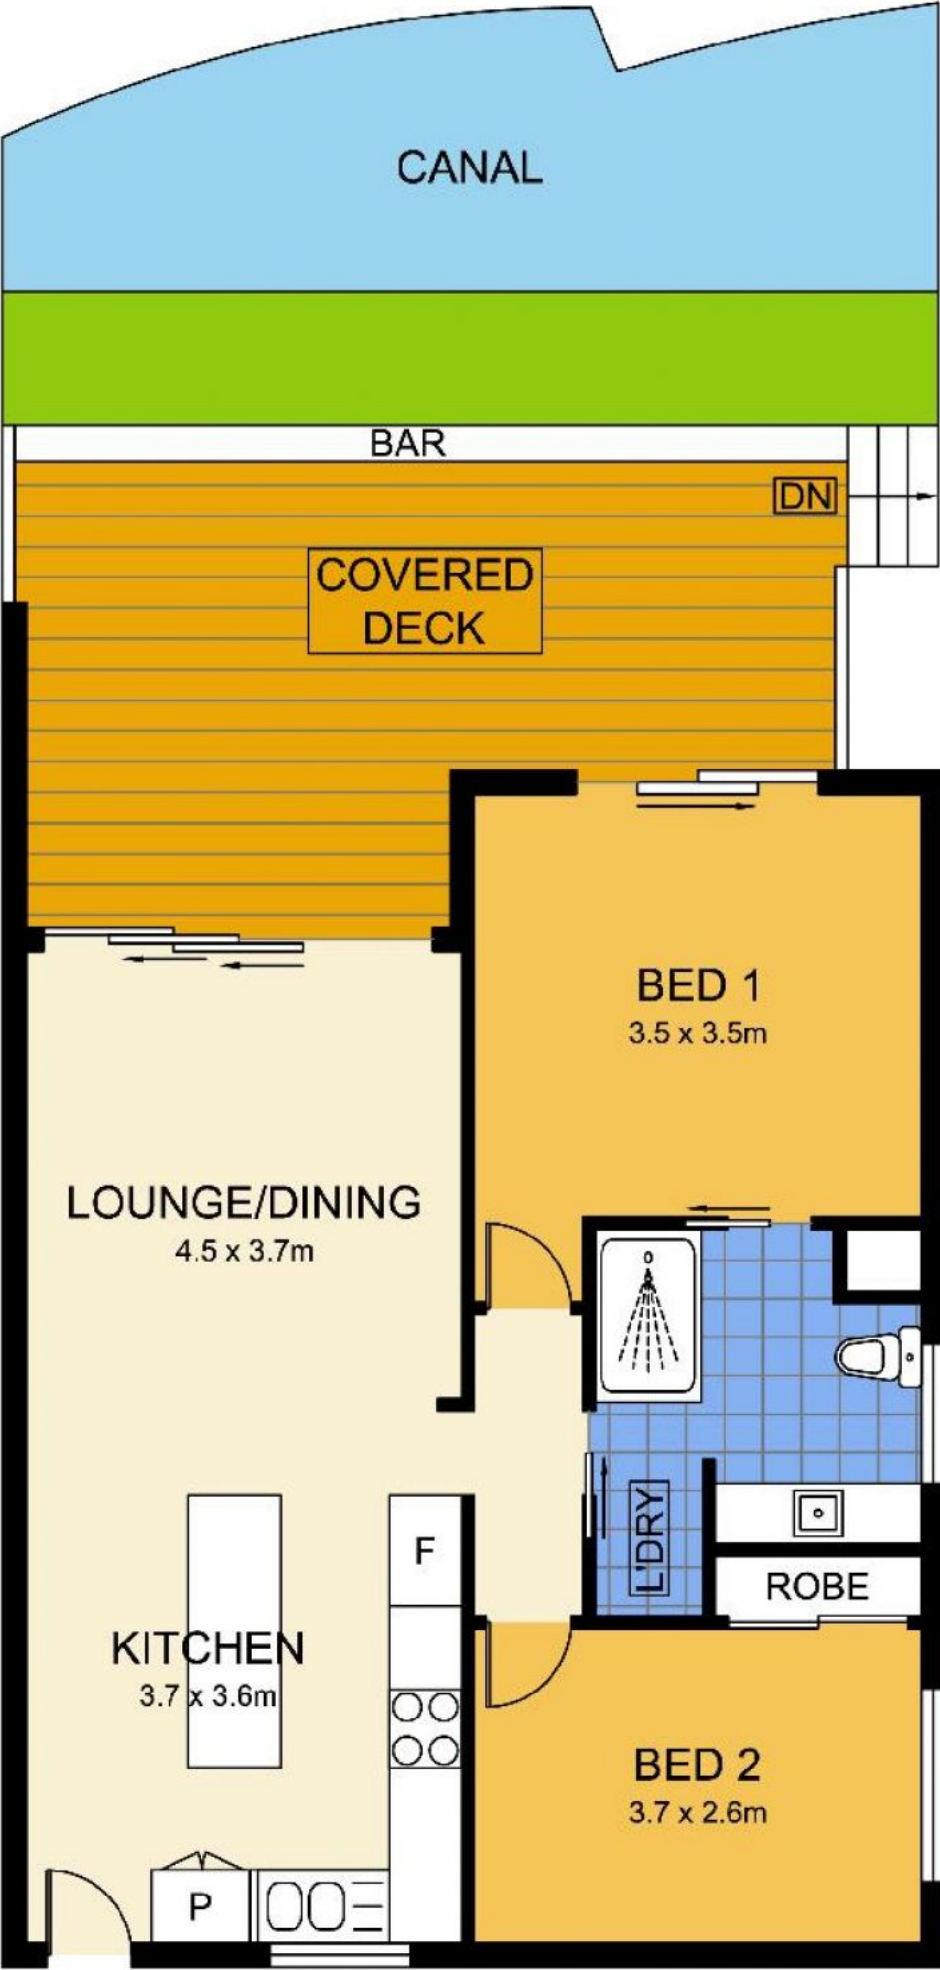 CANAL
BAR
DN
COVERED
DECK
BED 1
3.5 x 3.5m
LOUNGE/DINING
4.5 x 3.7m
L'DRY
F
ROBE
KITCHEN
3.7 x 3.6m
BED 2
3.7 x 2.6m
P